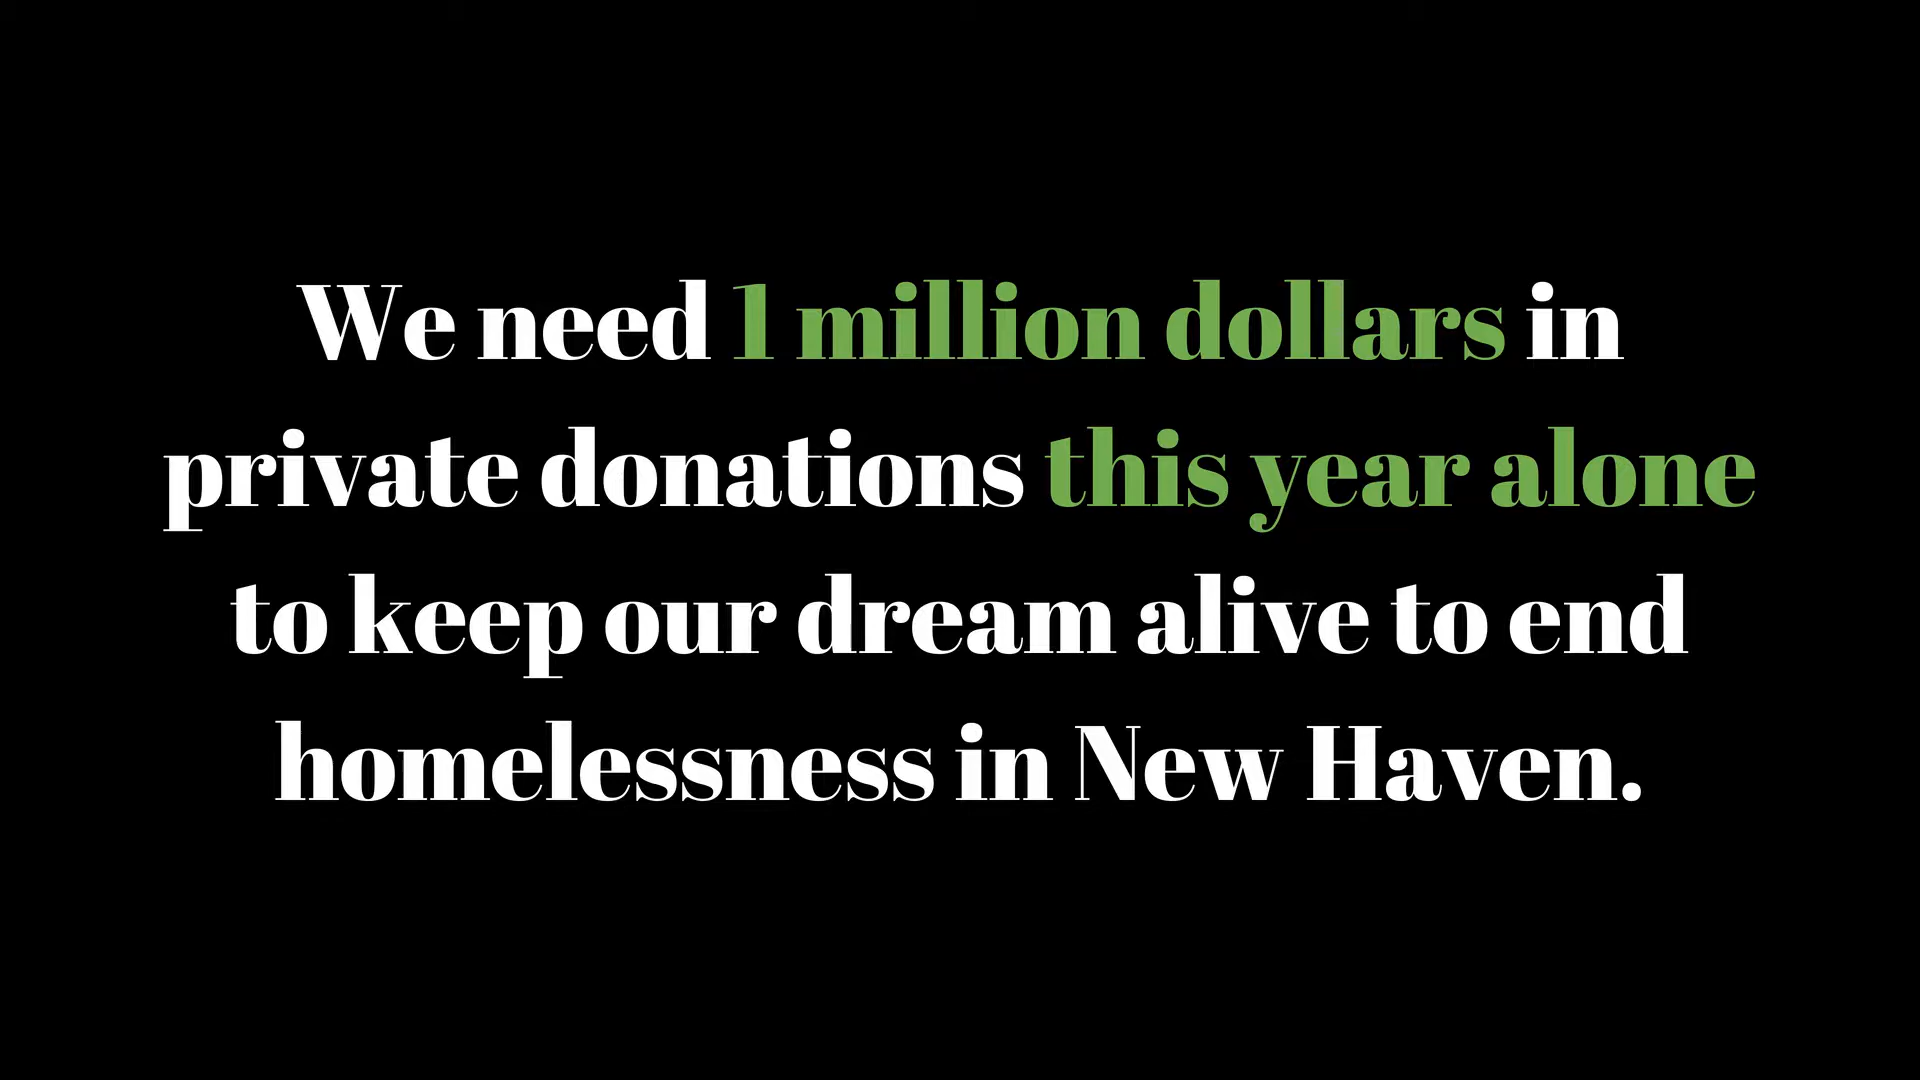 We need 1 million dollars in
private donations this year alone
to keep our dream alive to end
homelessness in New Haven.